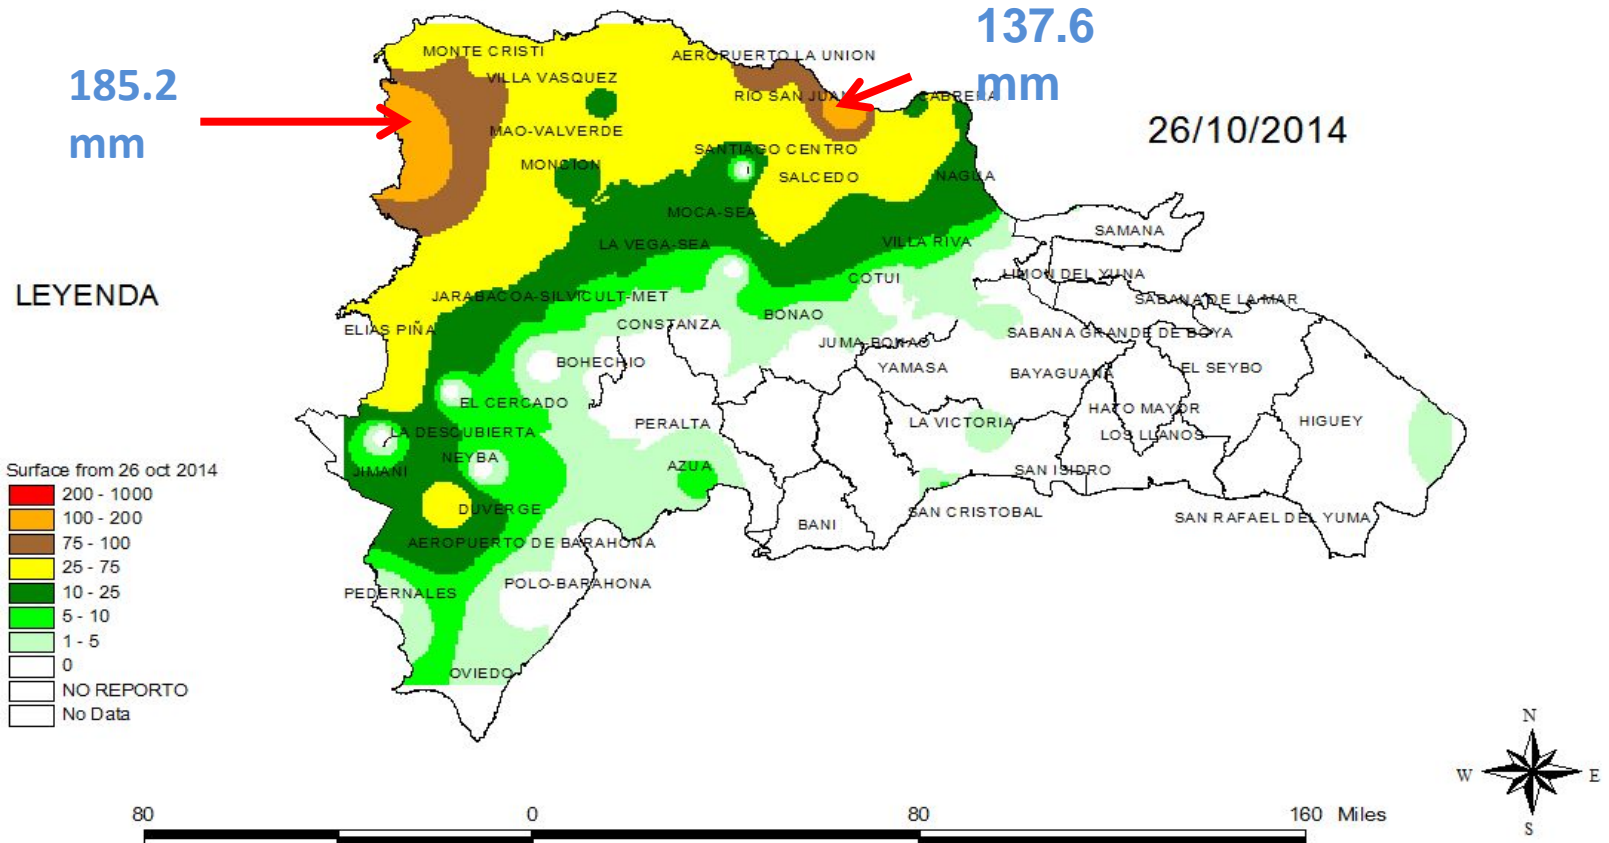 137.6
mm
185.2
mm
26/10/2014
MONTE CRISTI
AEROPUERTO LA UNION
VILLA VASQUEZ
RIO SAN JUAN
CABRERA
MAO-VALVERDE
SANTIAGO CENTRO
MONCION
SALCEDO
NAGUA
MOCA-SEA
SAMANA
LA VEGA-SEA
VILLA RIVA
LIMON DEL YUNA
COTUI
LEYENDA
JARABACOA-SILVICULT-MET
SABANA DE LA MAR
ELIAS PIÑA
CONSTANZA
BONAO
SABANA GRANDE DE BOYA
JUMA-BONAO
BOHECHIO
YAMASA
BAYAGUANA
EL SEYBO
EL CERCADO
HATO MAYOR
PERALTA
LA VICTORIA
HIGUEY
LA DESCUBIERTA
LOS LLANOS
NEYBA
AZUA
JIMANI
SAN ISIDRO
DUVERGE
SAN CRISTOBAL
SAN RAFAEL DEL YUMA
BANI
AEROPUERTO DE BARAHONA
POLO-BARAHONA
PEDERNALES
OVIEDO
Surface from 26 oct 2014
200 - 1000
100 - 200
75 - 100
25 - 75
10 - 25
5 - 10
1 - 5
0
NO REPORTO
No Data
N
W E
S
80 0 80 160 Miles